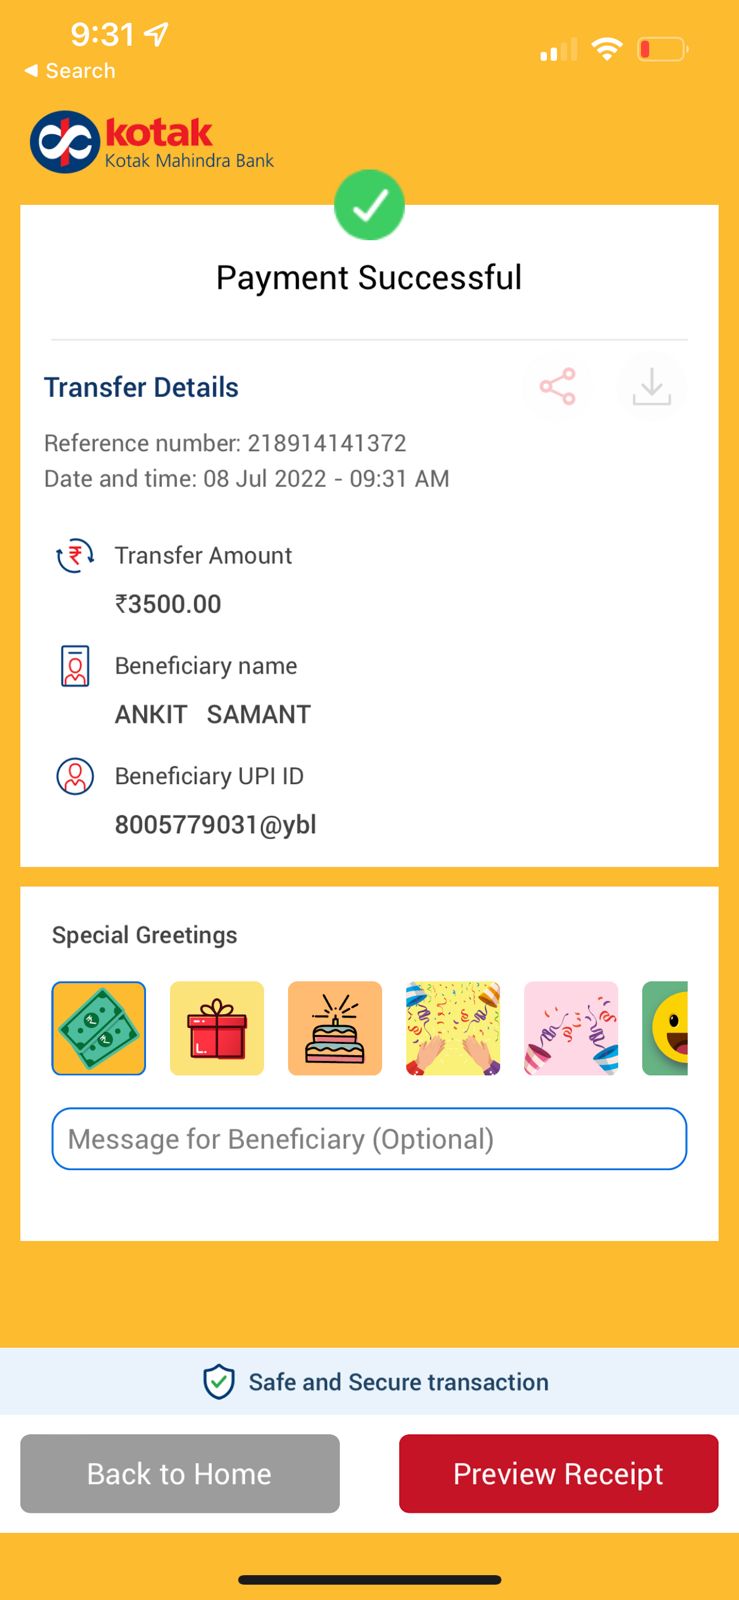 9:31
◀ Search
kotak
Kotak Mahindra Bank
Payment Successful
Transfer Details
Reference number: 218914141372
Date and time: 08 Jul 2022 - 09:31 AM
Transfer Amount
₹3500.00
Beneficiary name
ANKIT SAMANT
Beneficiary UPI ID
8005779031@ybl
Special Greetings
Message for Beneficiary (Optional)
Safe and Secure transaction
Back to Home
Preview Receipt